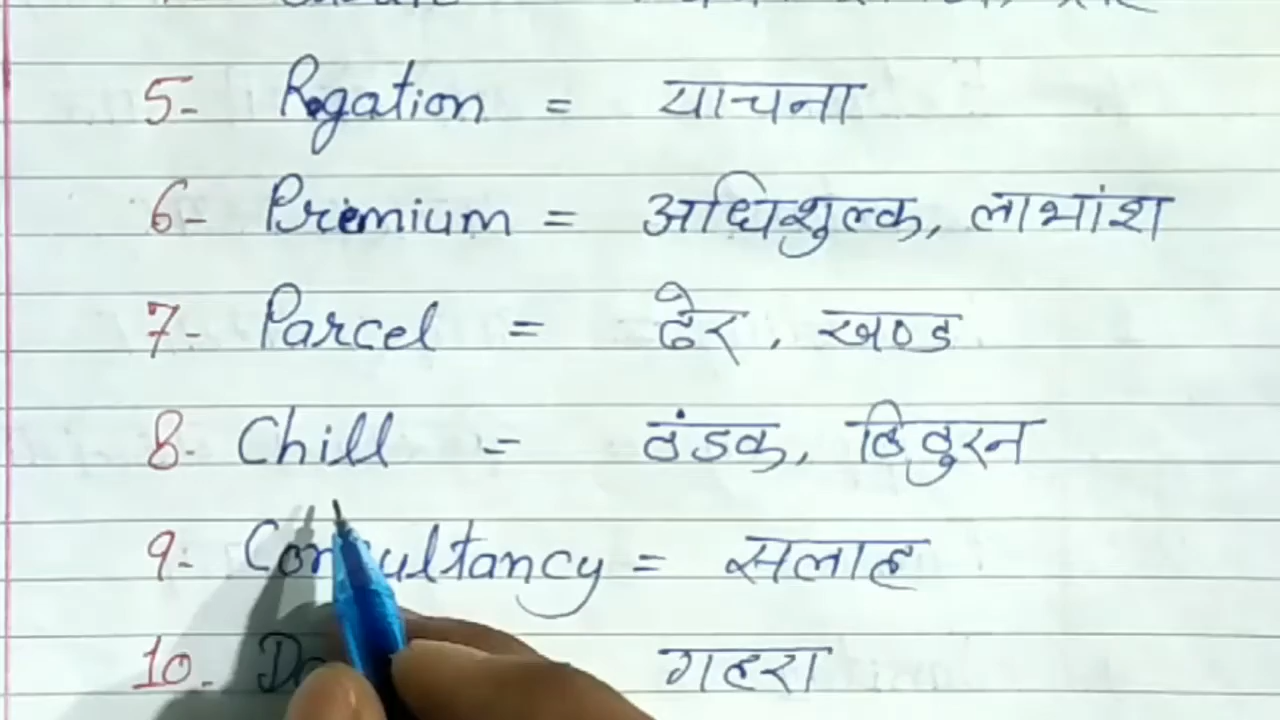 5- Rogation = याचना
6- Premium = अधिशुल्क, लाभांश
7- Parcel = ढेर, खण्ड
8- Chill = ठंडक, ठिठुरन
9- Consultancy = सलाह
10. गहरा